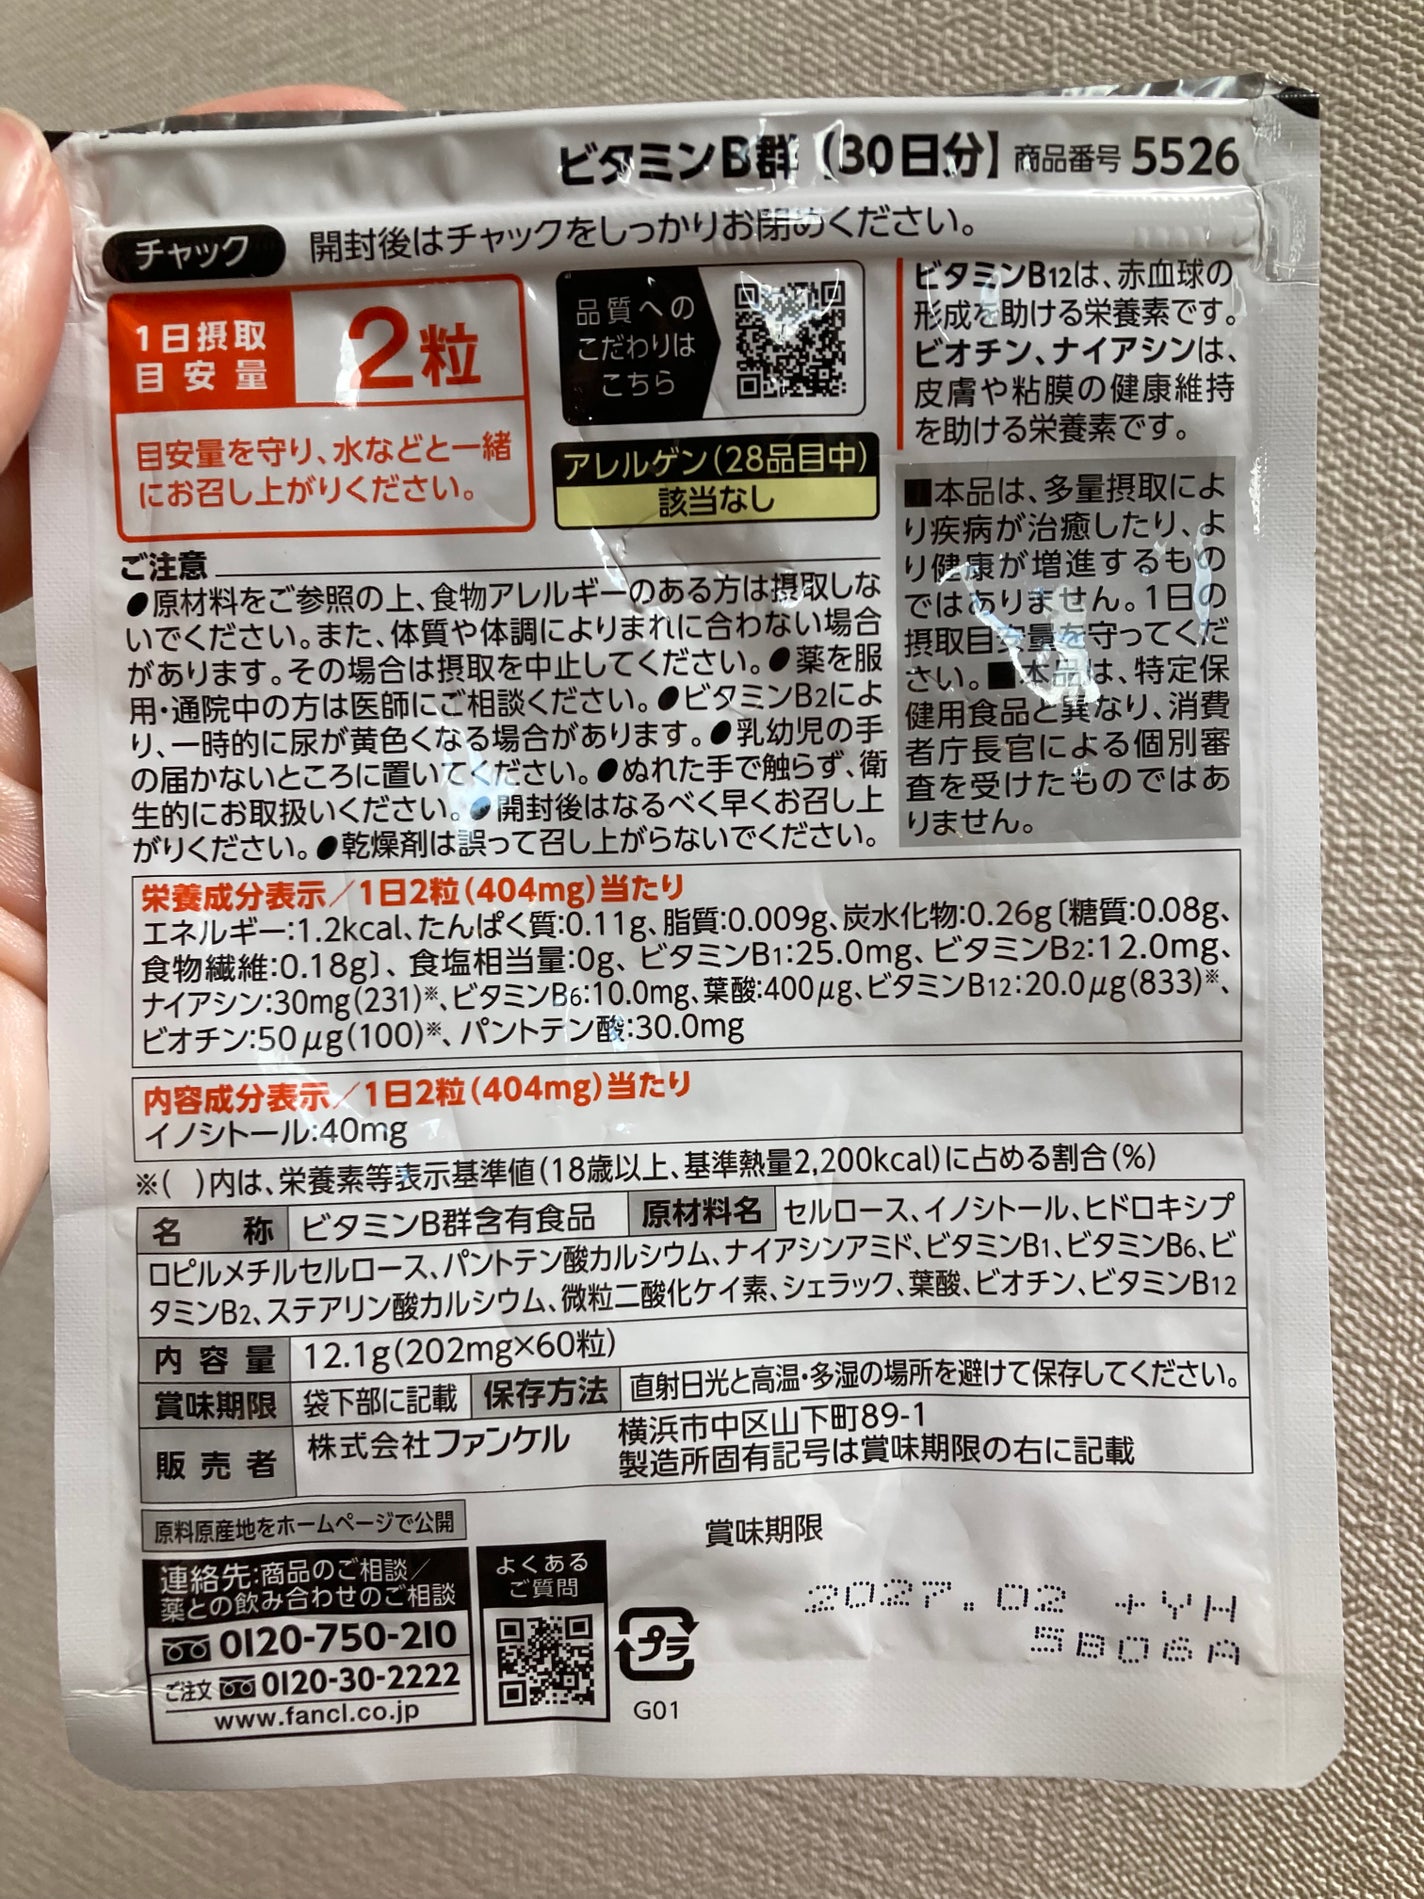 ビタミンB群【30日分】 商品番号 5526
チャック 開封後はチャックをしっかりお閉めください。
1日摂取
目安量
2粒
目安量を守り、水などと一緒
にお召し上がりください。
品質への
こだわりは
こちら
アレルゲン(28品目中)
該当なし
ビタミンB12は、赤血球の
形成を助ける栄養素です。
ビオチン、ナイアシンは、
皮膚や粘膜の健康維持
を助ける栄養素です。
■本品は、多量摂取によ
り疾病が治癒したり、よ
り健康が増進するもの
ではありません。1日の
摂取目安量を守ってくだ
さい。■本品は、特定保
健用食品と異なり、消費
者庁長官による個別審
査を受けたものではあ
りません。
ご注意
●原材料をご参照の上、食物アレルギーのある方は摂取しな
いでください。また、体質や体調によりまれに合わない場合
があります。その場合は摂取を中止してください。●薬を服
用・通院中の方は医師にご相談ください。●ビタミンB2によ
り、一時的に尿が黄色くなる場合があります。●乳幼児の手
の届かないところに置いてください。●ぬれた手で触らず、衛
生的にお取扱いください。●開封後はなるべく早くお召し上
がりください。●乾燥剤は誤って召し上がらないでください。
栄養成分表示/1日2粒(404mg)当たり
エネルギー:1.2kcal、たんぱく質:0.11g、脂質:0.009g、炭水化物:0.26g〔糖質:0.08g、
食物繊維:0.18g〕、食塩相当量:0g、ビタミンB1:25.0mg、ビタミンB2:12.0mg、
ナイアシン:30mg(231)※、ビタミンB6:10.0mg、葉酸:400μg、ビタミンB12:20.0μg(833)※、
ビオチン:50μg(100)※、パントテン酸:30.0mg
内容成分表示/1日2粒(404mg)当たり
イノシトール:40mg
※( )内は、栄養素等表示基準値(18歳以上、基準熱量2,200kcal)に占める割合(%)
名称 ビタミンB群含有食品 原材料名 セルロース、イノシトール、ヒドロキシプ
ロピルメチルセルロース、パントテン酸カルシウム、ナイアシンアミド、ビタミンB1、ビタミンB6、ビ
タミンB2、ステアリン酸カルシウム、微粒二酸化ケイ素、シェラック、葉酸、ビオチン、ビタミンB12
内容量 12.1g(202mg×60粒)
賞味期限 袋下部に記載 保存方法 直射日光と高温・多湿の場所を避けて保存してください。
販売者 株式会社ファンケル 横浜市中区山下町89-1
製造所固有記号は賞味期限の右に記載
原料原産地をホームページで公開
連絡先:商品のご相談/
薬との飲み合わせのご相談
0120-750-210
ご注文 0120-30-2222
www.fancl.co.jp
よくある
ご質問
プラ
G01
賞味期限
2027.02 +YH
5B06A